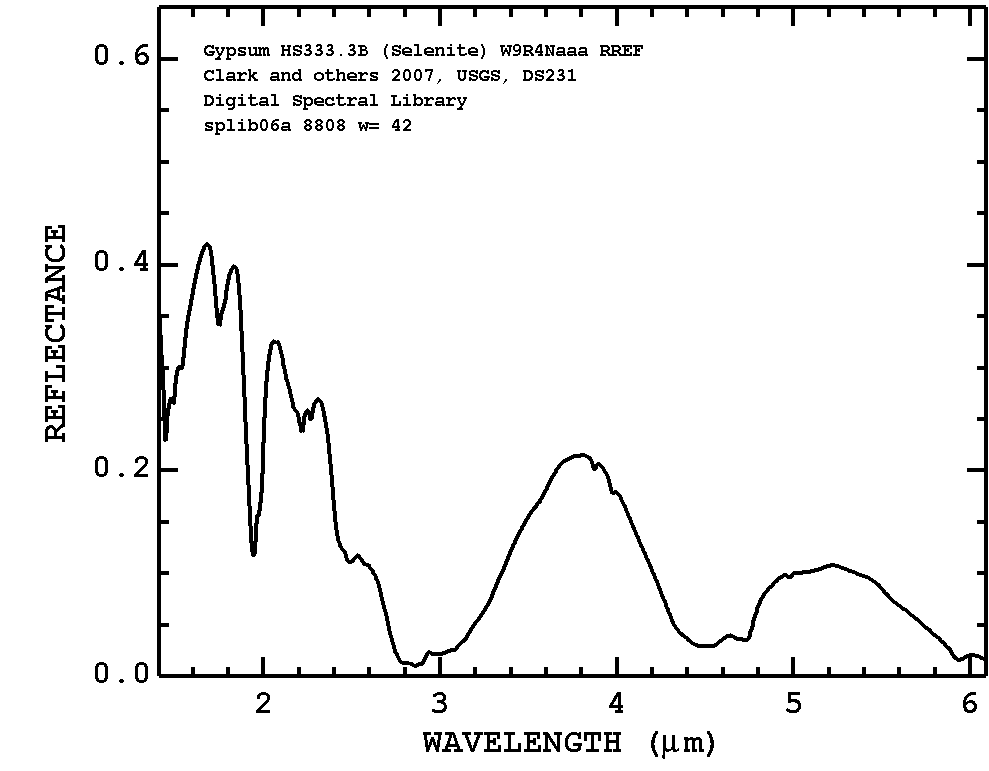 Gypsum HS333.3B (Selenite) W9R4Naaa RREF
Clark and others 2007, USGS, DS231
Digital Spectral Library
splib06a 8808 w= 42
REFLECTANCE
0.6
0.4
0.2
0.0
2 3 4 5 6
WAVELENGTH (μm)